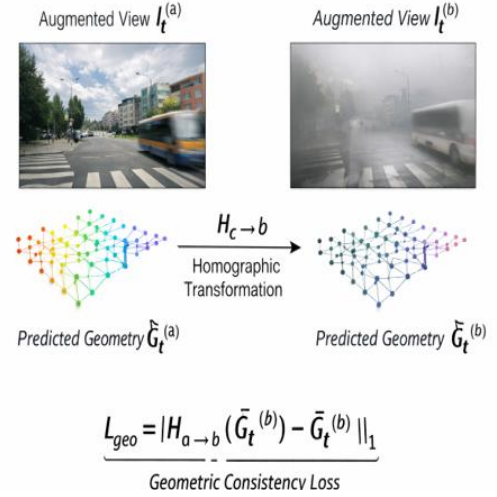 Augmented View I_t^(a)
Augmented View I_t^(b)
H_c→b
Homographic
Transformation
Predicted Geometry Ĝ_t^(a)
Predicted Geometry G̃_t^(b)
L_geo = |H_a→b (Ḡ_t^(b)) − Ḡ_t^(b) ||_1
Geometric Consistency Loss